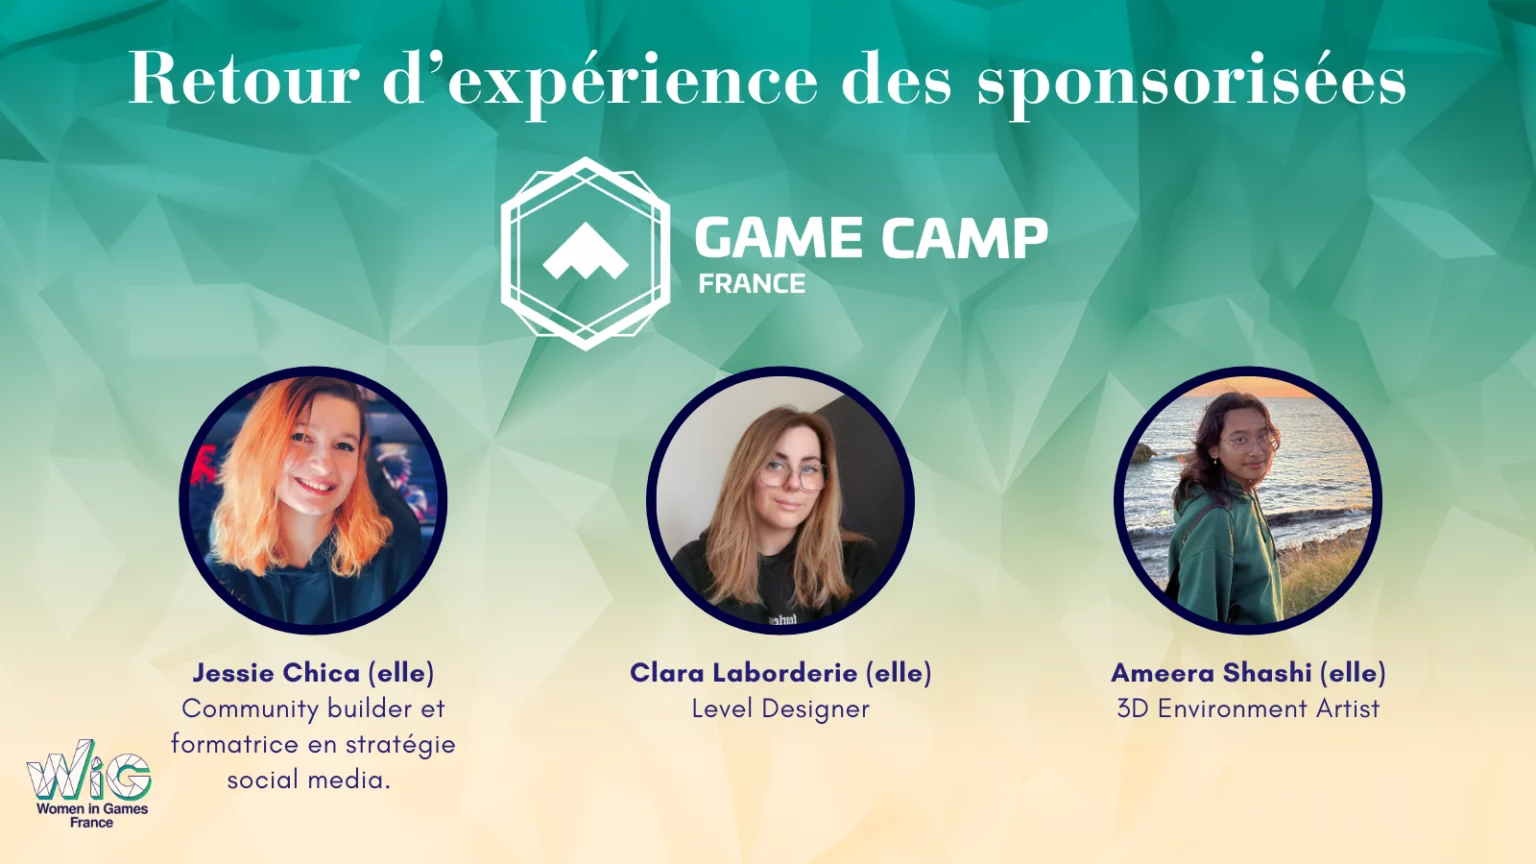 Retour d’expérience des sponsorisées
GAME CAMP
FRANCE
Jessie Chica (elle)
Community builder et
formatrice en stratégie
social media.
Clara Laborderie (elle)
Level Designer
Ameera Shashi (elle)
3D Environment Artist
WiG
Women in Games
France